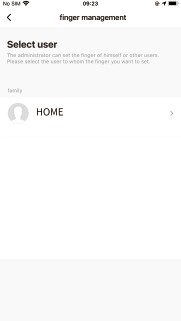 No SIM 09:23
finger management
Select user
The administrator can set the finger of himself or other users.
Please select the user to whom the finger you want to set.
family
HOME